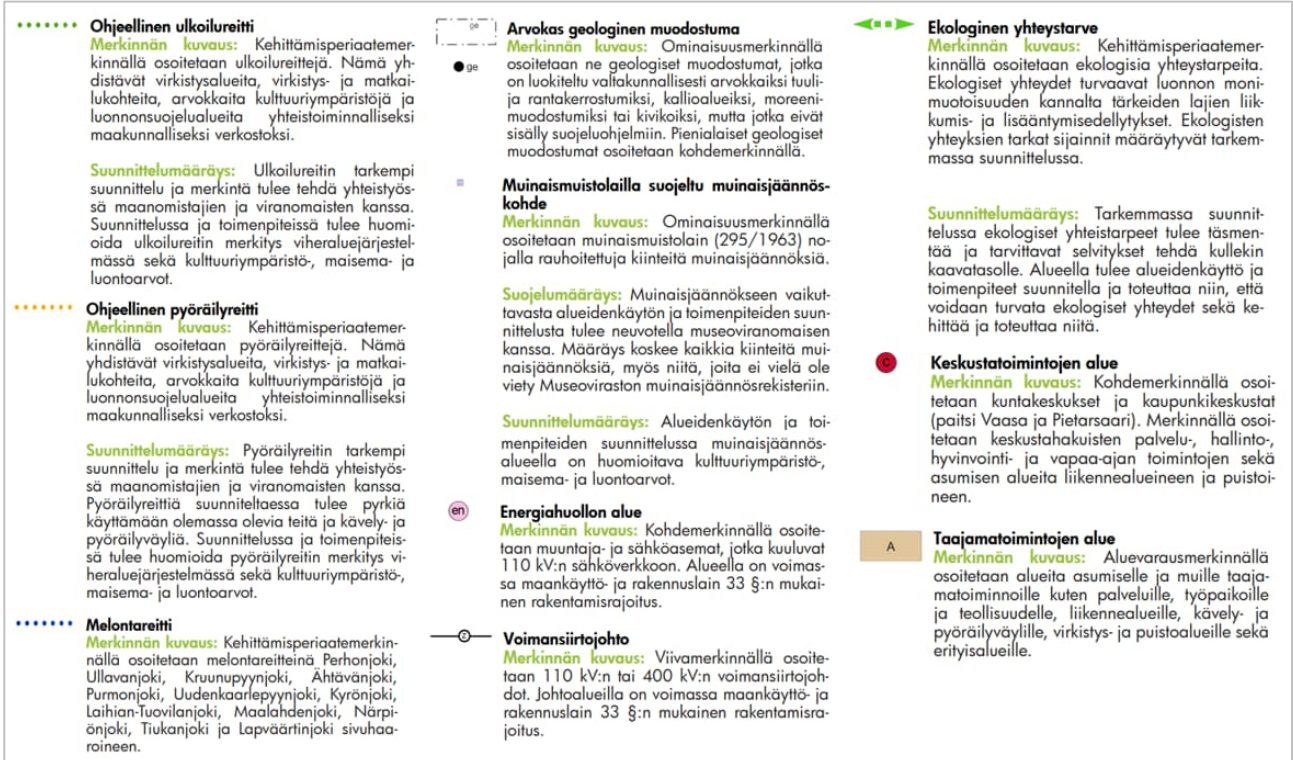 Ohjeellinen ulkoilureitti
Merkinnän kuvaus: Kehittämisperiaatemer-
kinnällä osoitetaan ulkoilureittejä. Nämä yh-
distävät virkistysalueita, virkistys- ja matkai-
lukohteita, arvokkaita kulttuuriympäristöjä ja
luonnonsuojelualueita yhteistoiminnalliseksi
maakunnalliseksi verkostoksi.
Suunnittelumääräys: Ulkoilureitin tarkempi
suunnittelu ja merkintä tulee tehdä yhteistyös-
sä maanomistajien ja viranomaisten kanssa.
Suunnittelussa ja toimenpiteissä tulee huomi-
oida ulkoilureitin merkitys viheraluejärjestel-
mässä sekä kulttuuriympäristö-, maisema- ja
luontoarvot.
Ohjeellinen pyöräilyreitti
Merkinnän kuvaus: Kehittämisperiaatemer-
kinnällä osoitetaan pyöräilyreittejä. Nämä
yhdistävät virkistysalueita, virkistys- ja matkai-
lukohteita, arvokkaita kulttuuriympäristöjä ja
luonnonsuojelualueita yhteistoiminnalliseksi
maakunnalliseksi verkostoksi.
Suunnittelumääräys: Pyöräilyreitin tarkempi
suunnittelu ja merkintä tulee tehdä yhteistyös-
sä maanomistajien ja viranomaisten kanssa.
Pyöräilyreittiä suunniteltaessa tulee pyrkiä
käyttämään olemassa olevia teitä ja kävely- ja
pyöräilyväyliä. Suunnittelussa ja toimenpiteis-
sä tulee huomioida pyöräilyreitin merkitys vi-
heraluejärjestelmässä sekä kulttuuriympäristö-,
maisema- ja luontoarvot.
Melontareitti
Merkinnän kuvaus: Kehittämisperiaatemerkin-
nällä osoitetaan melontareitteinä Perhonjoki,
Ullavanjoki, Kruunupyynjoki, Ähtävänjoki,
Purmonjoki, Uudenkaarlepyynjoki, Kyrönjoki,
Laihian-Tuovilanjoki, Maalahdenjoki, Närpi-
önjoki, Tiukanjoki ja Lapväärtinjoki sivuhaa-
roineen.
ge
ge
Arvokas geologinen muodostuma
Merkinnän kuvaus: Ominaisuusmerkinnällä
osoitetaan ne geologiset muodostumat, jotka
on luokiteltu valtakunnallisesti arvokkaiksi tuuli-
ja rantakerrostumiksi, kallioalueiksi, moreeni-
muodostumiksi tai kivikoiksi, mutta jotka eivät
sisälly suojeluohjelmiin. Pienialaiset geologiset
muodostumat osoitetaan kohdemerkinnällä.
Muinaismuistolailla suojeltu muinaisjäännös-
kohde
Merkinnän kuvaus: Ominaisuusmerkinnällä
osoitetaan muinaismuistolain (295/1963) no-
jalla rauhoitettuja kiinteitä muinaisjäännöksiä.
Suojelumääräys: Muinaisjäännökseen vaikut-
tavasta alueidenkäytön ja toimenpiteiden suun-
nittelusta tulee neuvotella museoviranomaisen
kanssa. Määräys koskee kaikkia kiinteitä mui-
naisjäännöksiä, myös niitä, joita ei vielä ole
viety Museoviraston muinaisjäännösrekisteriin.
Suunnittelumääräys: Alueidenkäytön ja toi-
menpiteiden suunnittelussa muinaisjäännös-
alueella on huomioitava kulttuuriympäristö-,
maisema- ja luontoarvot.
en
Energiahuollon alue
Merkinnän kuvaus: Kohdemerkinnällä osoite-
taan muuntaja- ja sähköasemat, jotka kuuluvat
110 kV:n sähköverkkoon. Alueella on voimas-
sa maankäyttö- ja rakennuslain 33 §:n mukai-
nen rakentamisrajoitus.
z
Voimansiirtojohto
Merkinnän kuvaus: Viivamerkinnällä osoite-
taan 110 kV:n tai 400 kV:n voimansiirtojoh-
dot. Johtoalueilla on voimassa maankäyttö- ja
rakennuslain 33 §:n mukainen rakentamisra-
joitus.
Ekologinen yhteystarve
Merkinnän kuvaus: Kehittämisperiaatemer-
kinnällä osoitetaan ekologisia yhteystarpeita.
Ekologiset yhteydet turvaavat luonnon moni-
muotoisuuden kannalta tärkeiden lajien liik-
kumis- ja lisääntymisedellytykset. Ekologisten
yhteyksien tarkat sijainnit määräytyvät tarkem-
massa suunnittelussa.
Suunnittelumääräys: Tarkemmassa suunnit-
telussa ekologiset yhteistarpeet tulee täsmen-
tää ja tarvittavat selvitykset tehdä kullekin
kaavatasolle. Alueella tulee alueidenkäyttö ja
toimenpiteet suunnitella ja toteuttaa niin, että
voidaan turvata ekologiset yhteydet sekä ke-
hittää ja toteuttaa niitä.
C
Keskustatoimintojen alue
Merkinnän kuvaus: Kohdemerkinnällä osoi-
tetaan kuntakeskukset ja kaupunkikeskustat
(paitsi Vaasa ja Pietarsaari). Merkinnällä osoi-
tetaan keskustahakuisten palvelu-, hallinto-,
hyvinvointi- ja vapaa-ajan toimintojen sekä
asumisen alueita liikennealueineen ja puistoi-
neen.
A
Taajamatoimintojen alue
Merkinnän kuvaus: Aluevarausmerkinnällä
osoitetaan alueita asumiselle ja muille taaja-
matoiminnoille kuten palveluille, työpaikoille
ja teollisuudelle, liikennealueille, kävely- ja
pyöräilyväylille, virkistys- ja puistoalueille sekä
erityisalueille.